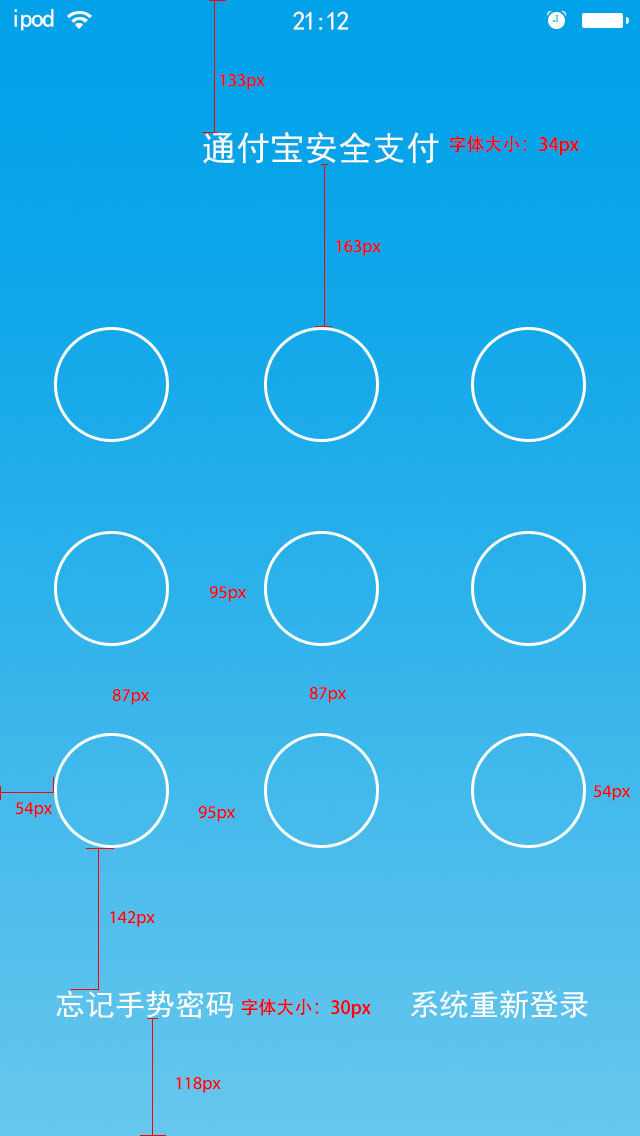 ipod 21:12
133px
通付宝安全支付 字体大小：34px
163px
95px
87px 87px
54px
54px
95px
142px
忘记手势密码 字体大小：30px 系统重新登录
118px